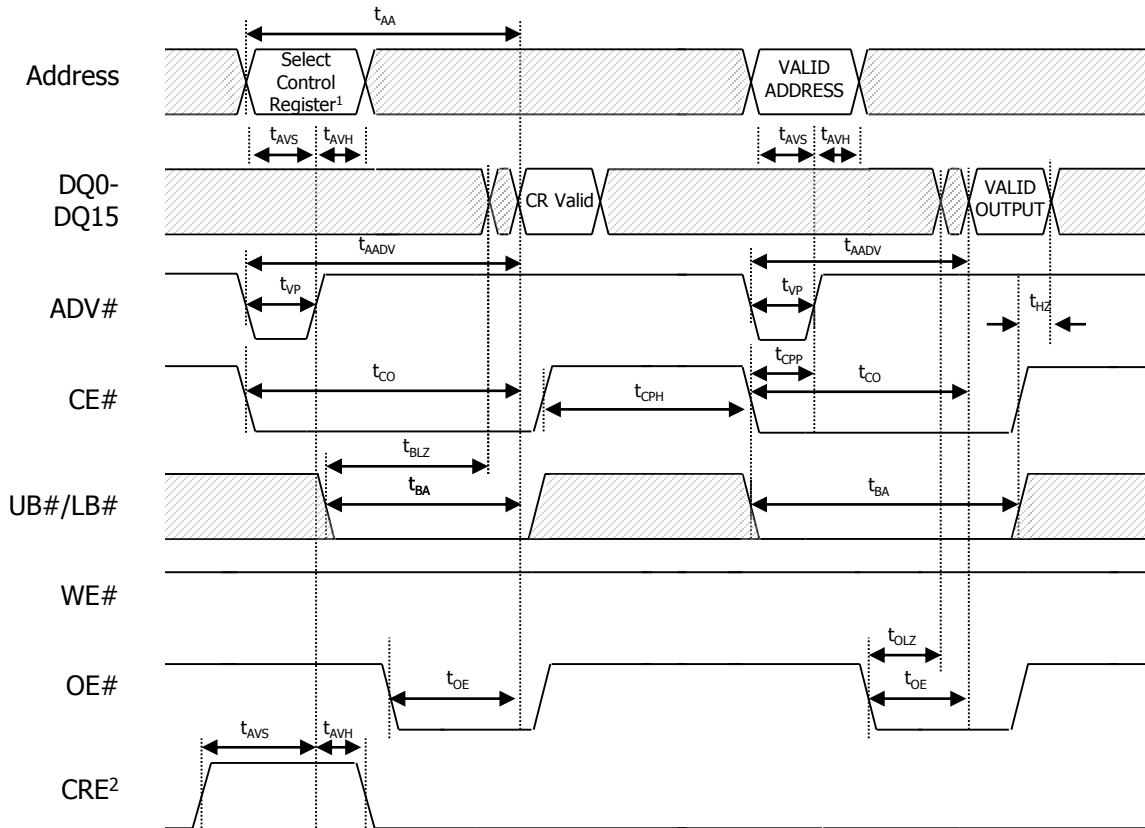 tAA
Address
Select
Control
Register1
VALID
ADDRESS
tAVS
tAVH
tAVS
tAVH
DQ0-
DQ15
CR Valid
VALID
OUTPUT
tAADV
tAADV
ADV#
tVP
tVP
tHZ
tCPP
CE#
tCO
tCPH
tCO
tBLZ
UB#/LB#
tBA
tBA
WE#
tOLZ
OE#
tOE
tOE
tAVS
tAVH
CRE2